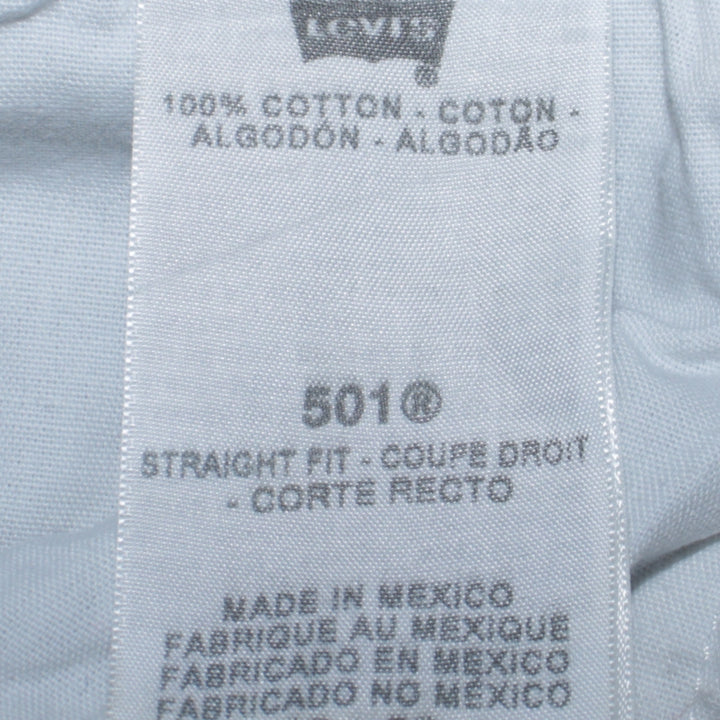 LEVI'S
®
100% COTTON - COTON -
ALGODÓN - ALGODÃO
501®
STRAIGHT FIT - COUPE DROIT
- CORTE RECTO
MADE IN MEXICO
FABRIQUE AU MEXIQUE
FABRICADO EN MEXICO
FABRICADO NO MÉXICO